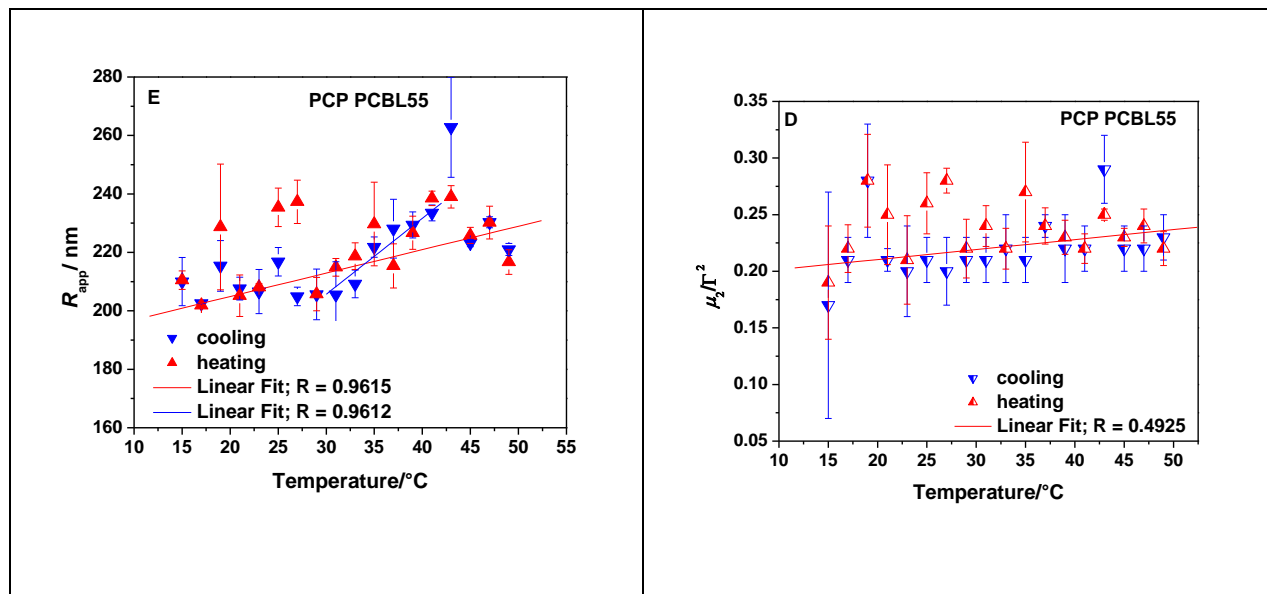 E
PCP PCBL55
280
260
240
220
200
180
160
R_app/ nm
cooling
heating
Linear Fit; R = 0.9615
Linear Fit; R = 0.9612
10 15 20 25 30 35 40 45 50 55
Temperature/°C
D
PCP PCBL55
0.35
0.30
0.25
0.20
0.15
0.10
0.05
μ₂/Γ²
cooling
heating
Linear Fit; R = 0.4925
10 15 20 25 30 35 40 45 50
Temperature/°C